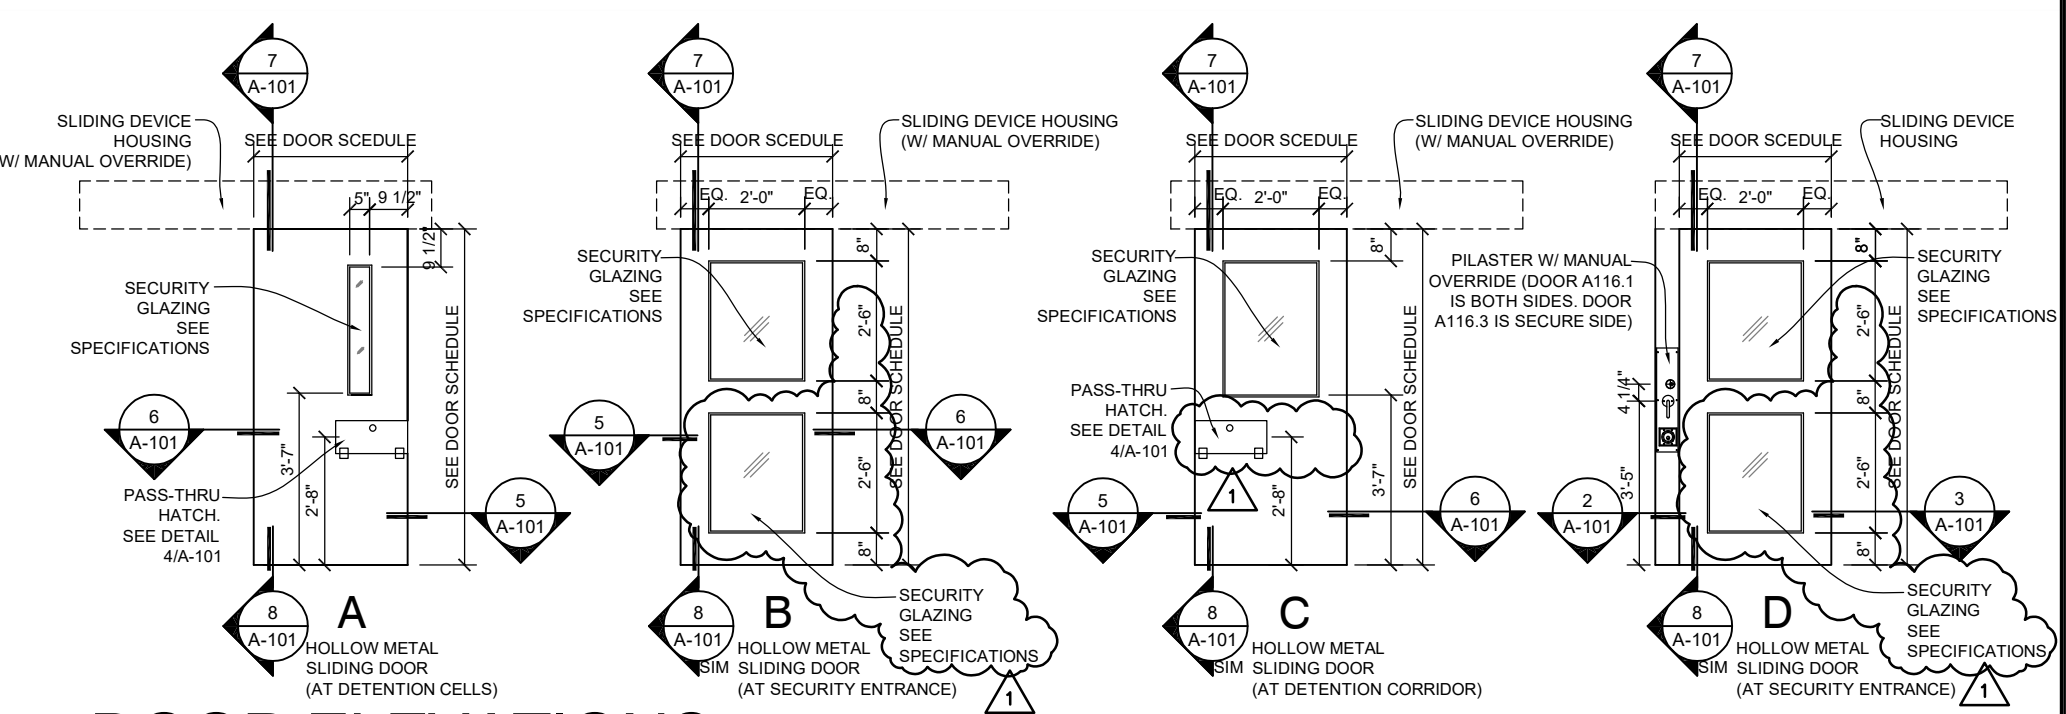 7
A-101
SLIDING DEVICE
HOUSING
W/ MANUAL OVERRIDE)
SEE DOOR SCEDULE
5"
9 1/2"
9 1/2"
SECURITY
GLAZING
SEE
SPECIFICATIONS
SEE DOOR SCHEDULE
6
A-101
3'-7"
2'-8"
PASS-THRU
HATCH.
SEE DETAIL
4/A-101
5
A-101
8
A-101
A
HOLLOW METAL
SLIDING DOOR
(AT DETENTION CELLS)
7
A-101
SEE DOOR SCEDULE
SLIDING DEVICE HOUSING
(W/ MANUAL OVERRIDE)
EQ.
2'-0"
EQ.
8"
SECURITY
GLAZING
SEE
SPECIFICATIONS
2'-6"
SEE DOOR SCHEDULE
8"
5
A-101
6
A-101
2'-6"
8"
SECURITY
GLAZING
SEE
SPECIFICATIONS
1
8
A-101
SIM
B
HOLLOW METAL
SLIDING DOOR
(AT SECURITY ENTRANCE)
7
A-101
SEE DOOR SCEDULE
SLIDING DEVICE HOUSING
(W/ MANUAL OVERRIDE)
EQ.
2'-0"
EQ.
8"
SECURITY
GLAZING
SEE
SPECIFICATIONS
SEE DOOR SCHEDULE
PASS-THRU
HATCH.
SEE DETAIL
4/A-101
1
2'-8"
3'-7"
5
A-101
6
A-101
8
A-101
SIM
C
HOLLOW METAL
SLIDING DOOR
(AT DETENTION CORRIDOR)
7
A-101
SEE DOOR SCEDULE
SLIDING DEVICE
HOUSING
EQ.
2'-0"
EQ.
8"
PILASTER W/ MANUAL
OVERRIDE (DOOR A116.1
IS BOTH SIDES. DOOR
A116.3 IS SECURE SIDE)
SECURITY
GLAZING
SEE
SPECIFICATIONS
2'-6"
SEE DOOR SCHEDULE
4 1/4"
8"
3'-5"
2'-6"
2
A-101
3
A-101
8"
SECURITY
GLAZING
SEE
SPECIFICATIONS
1
8
A-101
SIM
D
HOLLOW METAL
SLIDING DOOR
(AT SECURITY ENTRANCE)